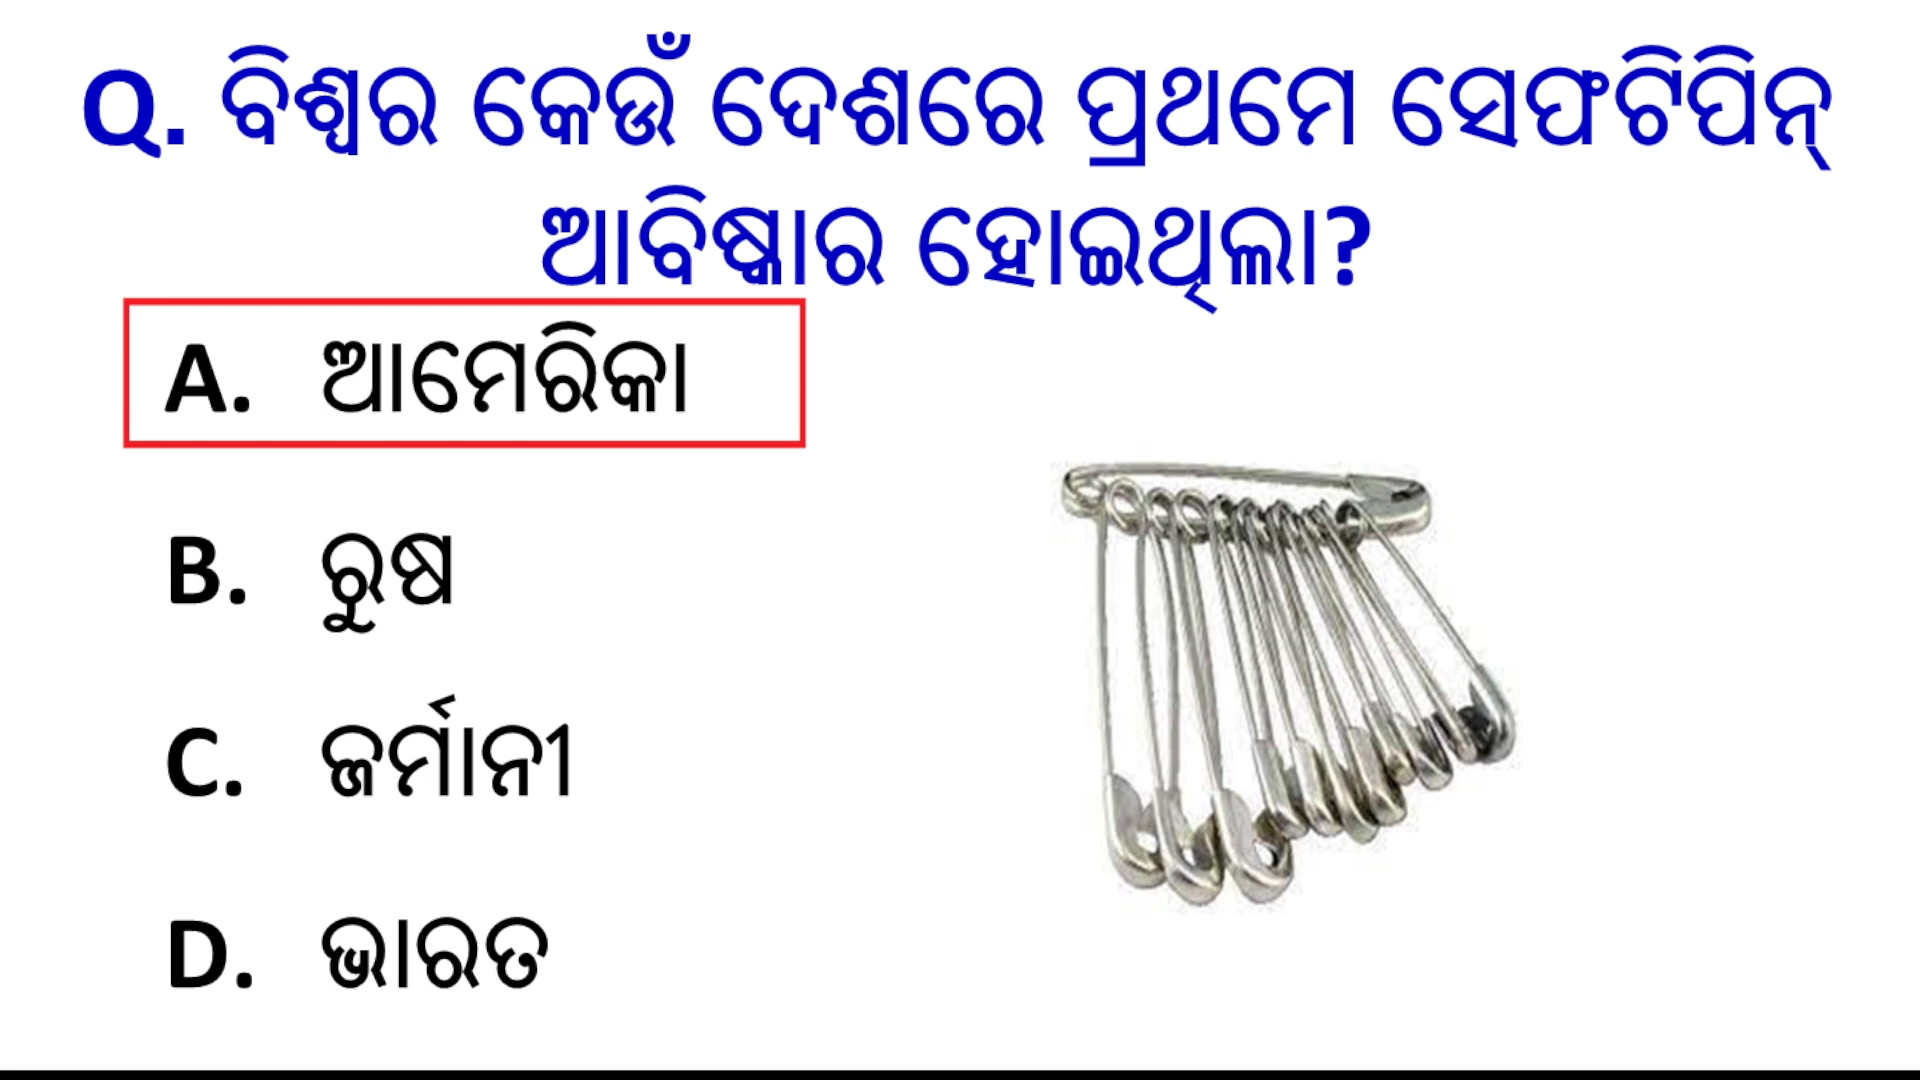 Q. ବିଶ୍ୱର କେଉଁ ଦେଶରେ ପ୍ରଥମେ ସେଫଟିପିନ୍
ଆବିଷ୍କାର ହୋଇଥିଲା?
A. ଆମେରିକା
B. ରୁଷ
C. ଜର୍ମାନୀ
D. ଭାରତ